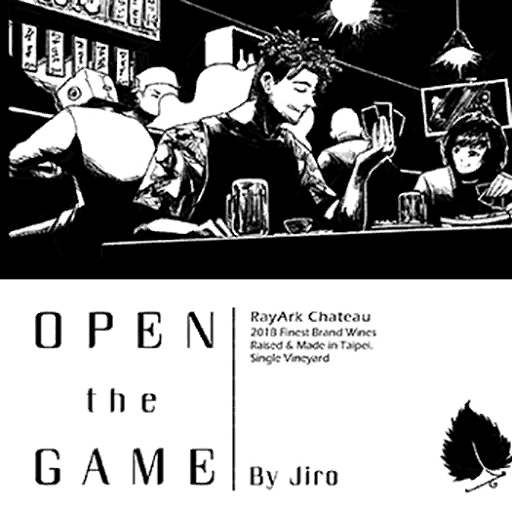 OPEN
the
GAME
RayArk Chateau
2018 Finest Brand Wines
Raised & Made in Taipei.
Single Vineyard
By Jiro